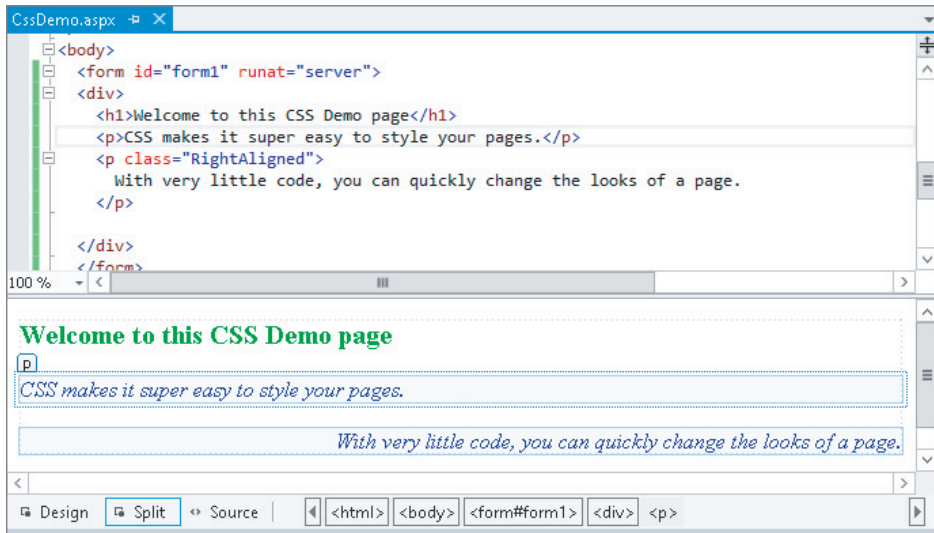 CssDemo.aspx
<body>
<form id="form1" runat="server">
<div>
<h1>Welcome to this CSS Demo page</h1>
<p>CSS makes it super easy to style your pages.</p>
<p class="RightAligned">
With very little code, you can quickly change the looks of a page.
</p>
</div>
</form>
100 %
Welcome to this CSS Demo page
p
CSS makes it super easy to style your pages.
With very little code, you can quickly change the looks of a page.
Design Split Source <html> <body> <form#form1> <div> <p>